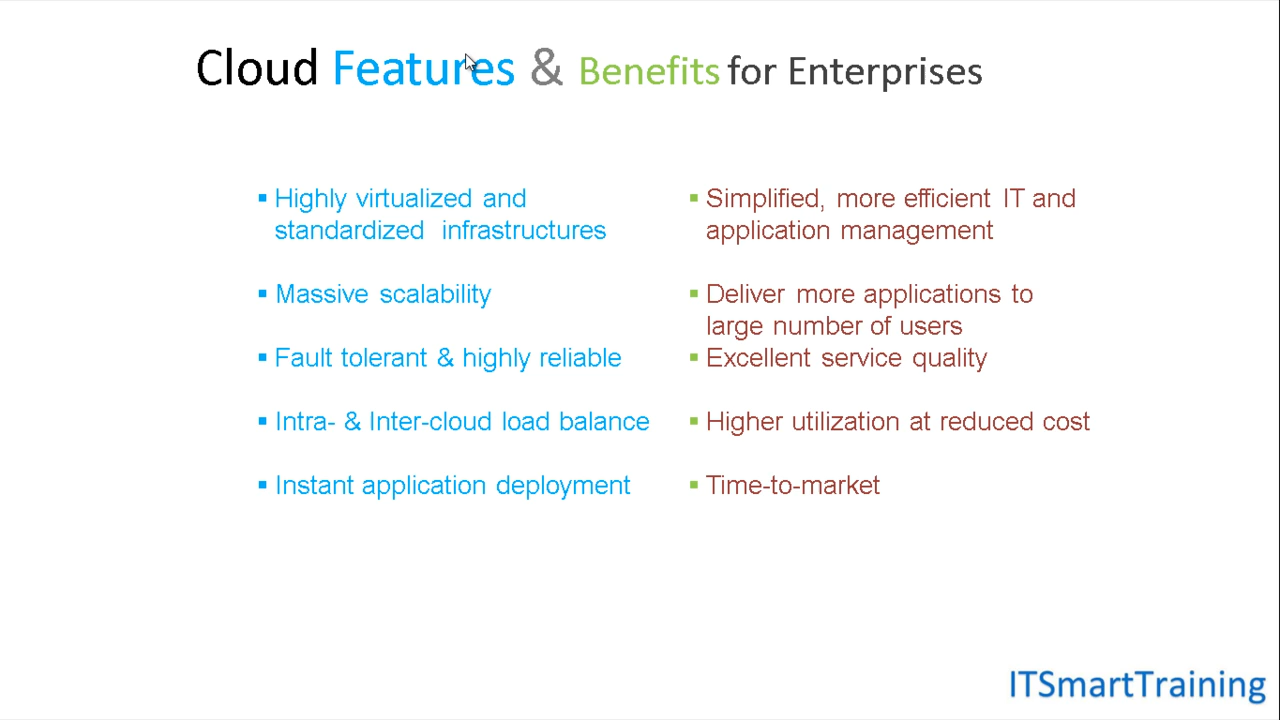 Cloud Features & Benefits for Enterprises
▪ Highly virtualized and
standardized infrastructures
▪ Massive scalability
▪ Fault tolerant & highly reliable
▪ Intra- & Inter-cloud load balance
▪ Instant application deployment
▪ Simplified, more efficient IT and
application management
▪ Deliver more applications to
large number of users
▪ Excellent service quality
▪ Higher utilization at reduced cost
▪ Time-to-market
ITSmartTraining